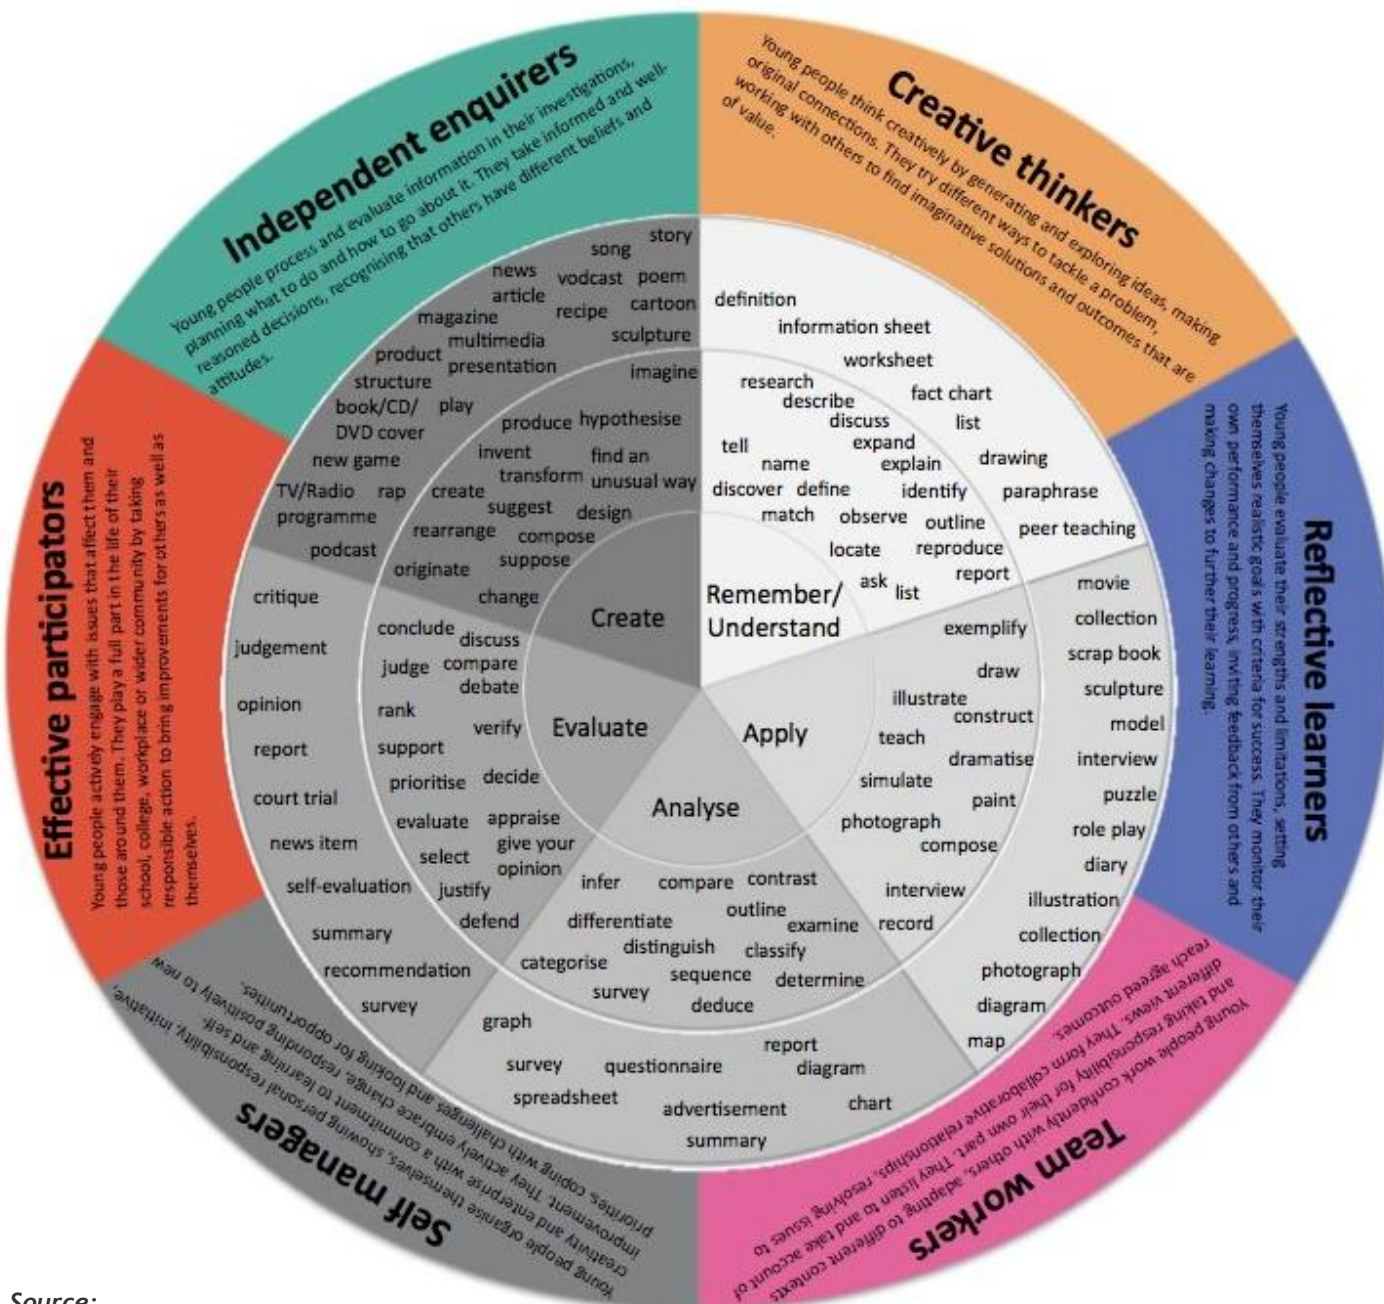 Independent enquirers
Young people process and evaluate information in their investigations,
planning what to do and how to go about it. They take informed and well-
reasoned decisions, recognising that others have different beliefs and
attitudes.
Creative thinkers
Young people think creatively by generating and exploring ideas, making
original connections. They try different ways to tackle a problem,
working with others to find imaginative solutions and outcomes that are
of value.
Reflective learners
Young people evaluate their strengths and limitations, setting
themselves realistic goals with criteria for success. They monitor their
own performance and progress, inviting feedback from others and
making changes to further their learning.
Team workers
Young people work confidently with others, adapting to different contexts
and taking responsibility for their own part. They listen to and take account of
different views. They form collaborative relationships, resolving issues to
reach agreed outcomes.
Self managers
Young people organise themselves, showing personal responsibility, initiative,
creativity and enterprise with a commitment to learning and self-
improvement. They actively embrace change, responding positively to new
priorities, coping with challenges and looking for opportunities.
Effective participators
Young people actively engage with issues that affect them and
those around them. They play a full part in the life of their
school, college, workplace or wider community by taking
responsible action to bring improvements for others as well as
themselves.
Remember/
Understand
research
describe
discuss
expand
explain
tell
name
discover
define
identify
match
observe
outline
locate
reproduce
ask
list
report
definition
information sheet
worksheet
fact chart
list
drawing
paraphrase
peer teaching
Apply
exemplify
draw
illustrate
construct
teach
dramatise
simulate
paint
photograph
compose
interview
record
movie
collection
scrap book
sculpture
model
interview
puzzle
role play
diary
illustration
collection
photograph
diagram
map
Analyse
infer
compare
contrast
outline
differentiate
examine
distinguish
classify
categorise
sequence
determine
survey
deduce
graph
survey
questionnaire
report
diagram
spreadsheet
advertisement
chart
summary
Evaluate
conclude
discuss
judge
compare
debate
rank
verify
support
prioritise
decide
evaluate
appraise
select
give your
opinion
justify
defend
critique
judgement
opinion
report
court trial
news item
self-evaluation
summary
recommendation
survey
Create
imagine
produce
hypothesise
invent
find an
unusual way
transform
create
suggest
design
rearrange
compose
suppose
originate
change
story
song
news
article
vodcast
poem
magazine
recipe
cartoon
multimedia
presentation
sculpture
product
structure
book/CD/
DVD cover
play
new game
TV/Radio
programme
rap
podcast
Source: